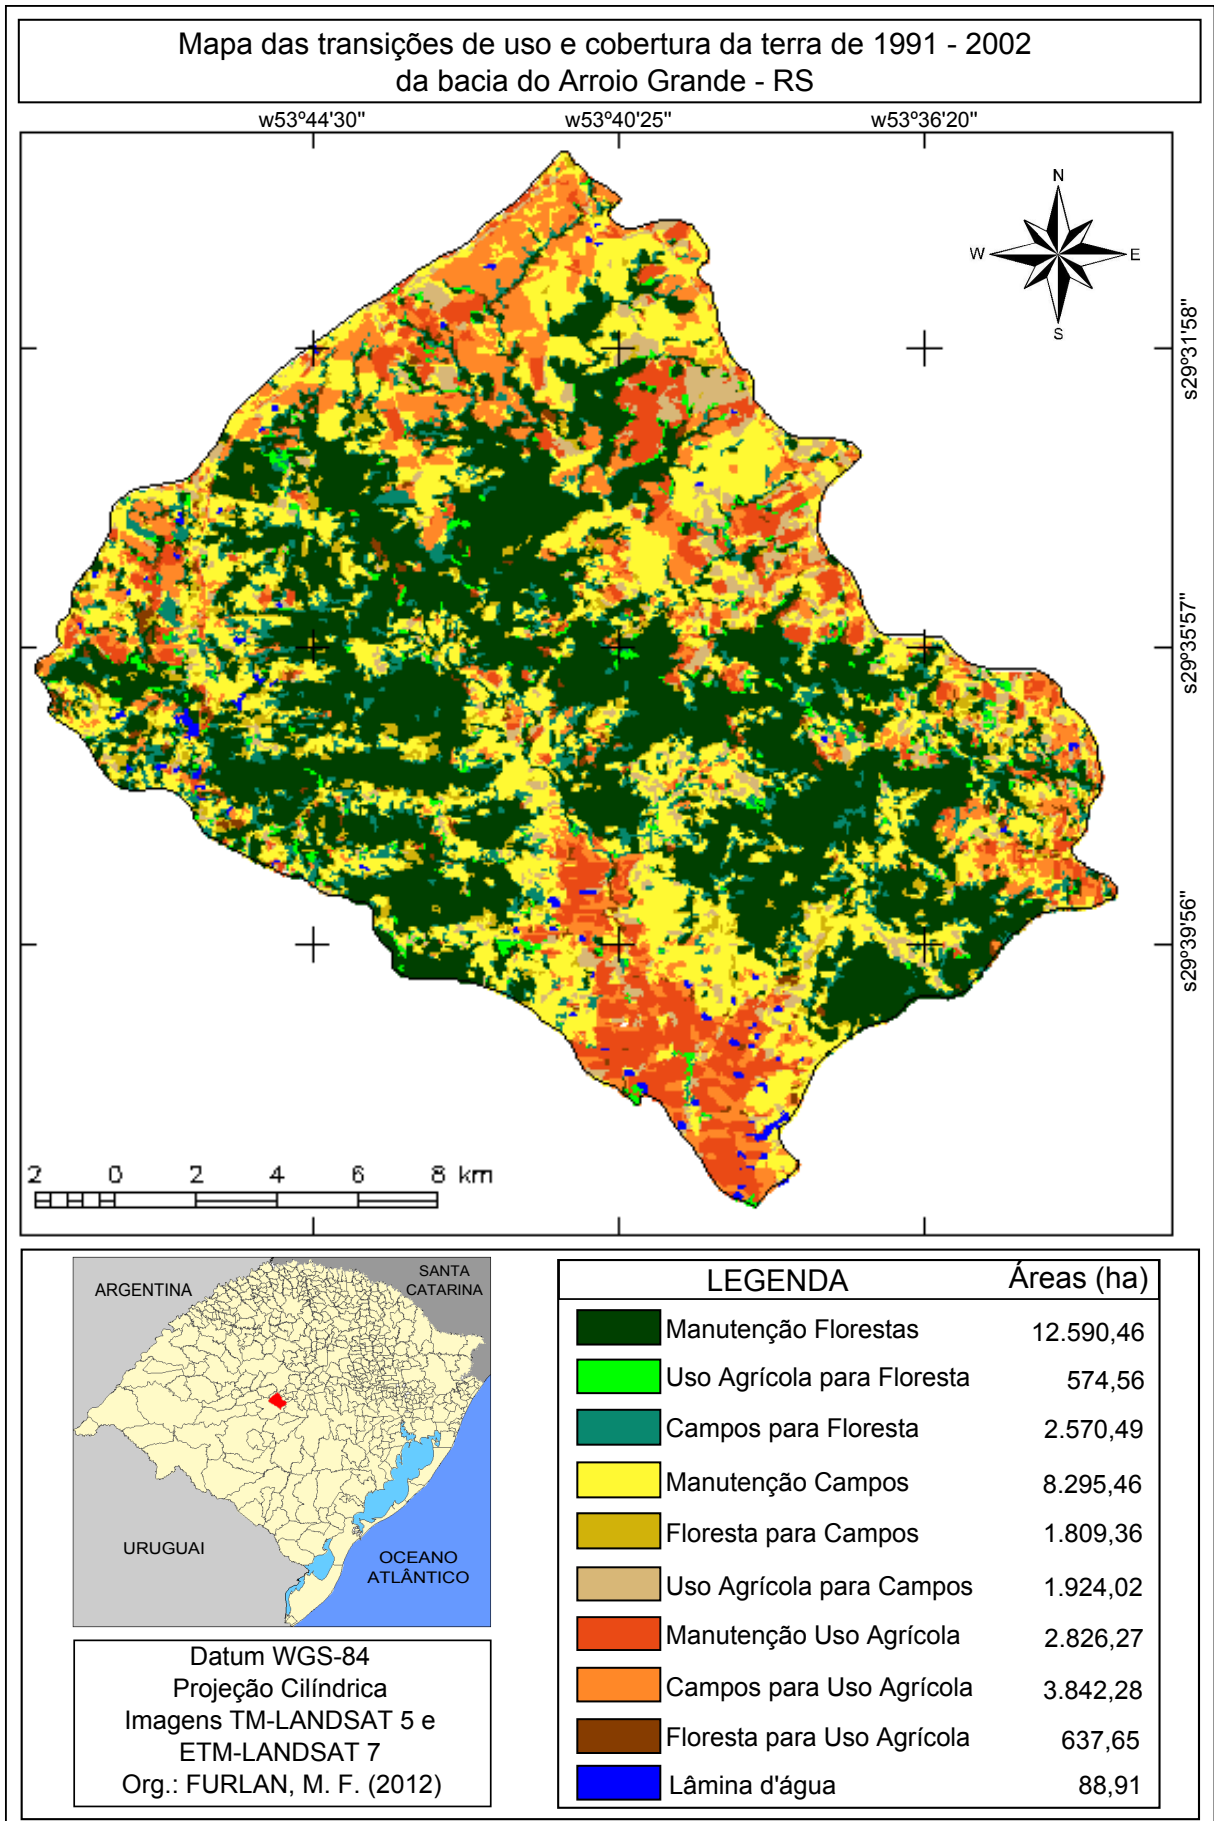 Mapa das transições de uso e cobertura da terra de 1991 - 2002
da bacia do Arroio Grande - RS
w53º44'30"
w53º40'25"
w53º36'20"
N
W
E
S
s29º31'58"
s29º35'57"
s29º39'56"
2 0 2 4 6 8 km
ARGENTINA
SANTA
CATARINA
URUGUAI
OCEANO
ATLÂNTICO
Datum WGS-84
Projeção Cilíndrica
Imagens TM-LANDSAT 5 e
ETM-LANDSAT 7
Org.: FURLAN, M. F. (2012)
LEGENDA Áreas (ha)
Manutenção Florestas 12.590,46
Uso Agrícola para Floresta 574,56
Campos para Floresta 2.570,49
Manutenção Campos 8.295,46
Floresta para Campos 1.809,36
Uso Agrícola para Campos 1.924,02
Manutenção Uso Agrícola 2.826,27
Campos para Uso Agrícola 3.842,28
Floresta para Uso Agrícola 637,65
Lâmina d'água 88,91